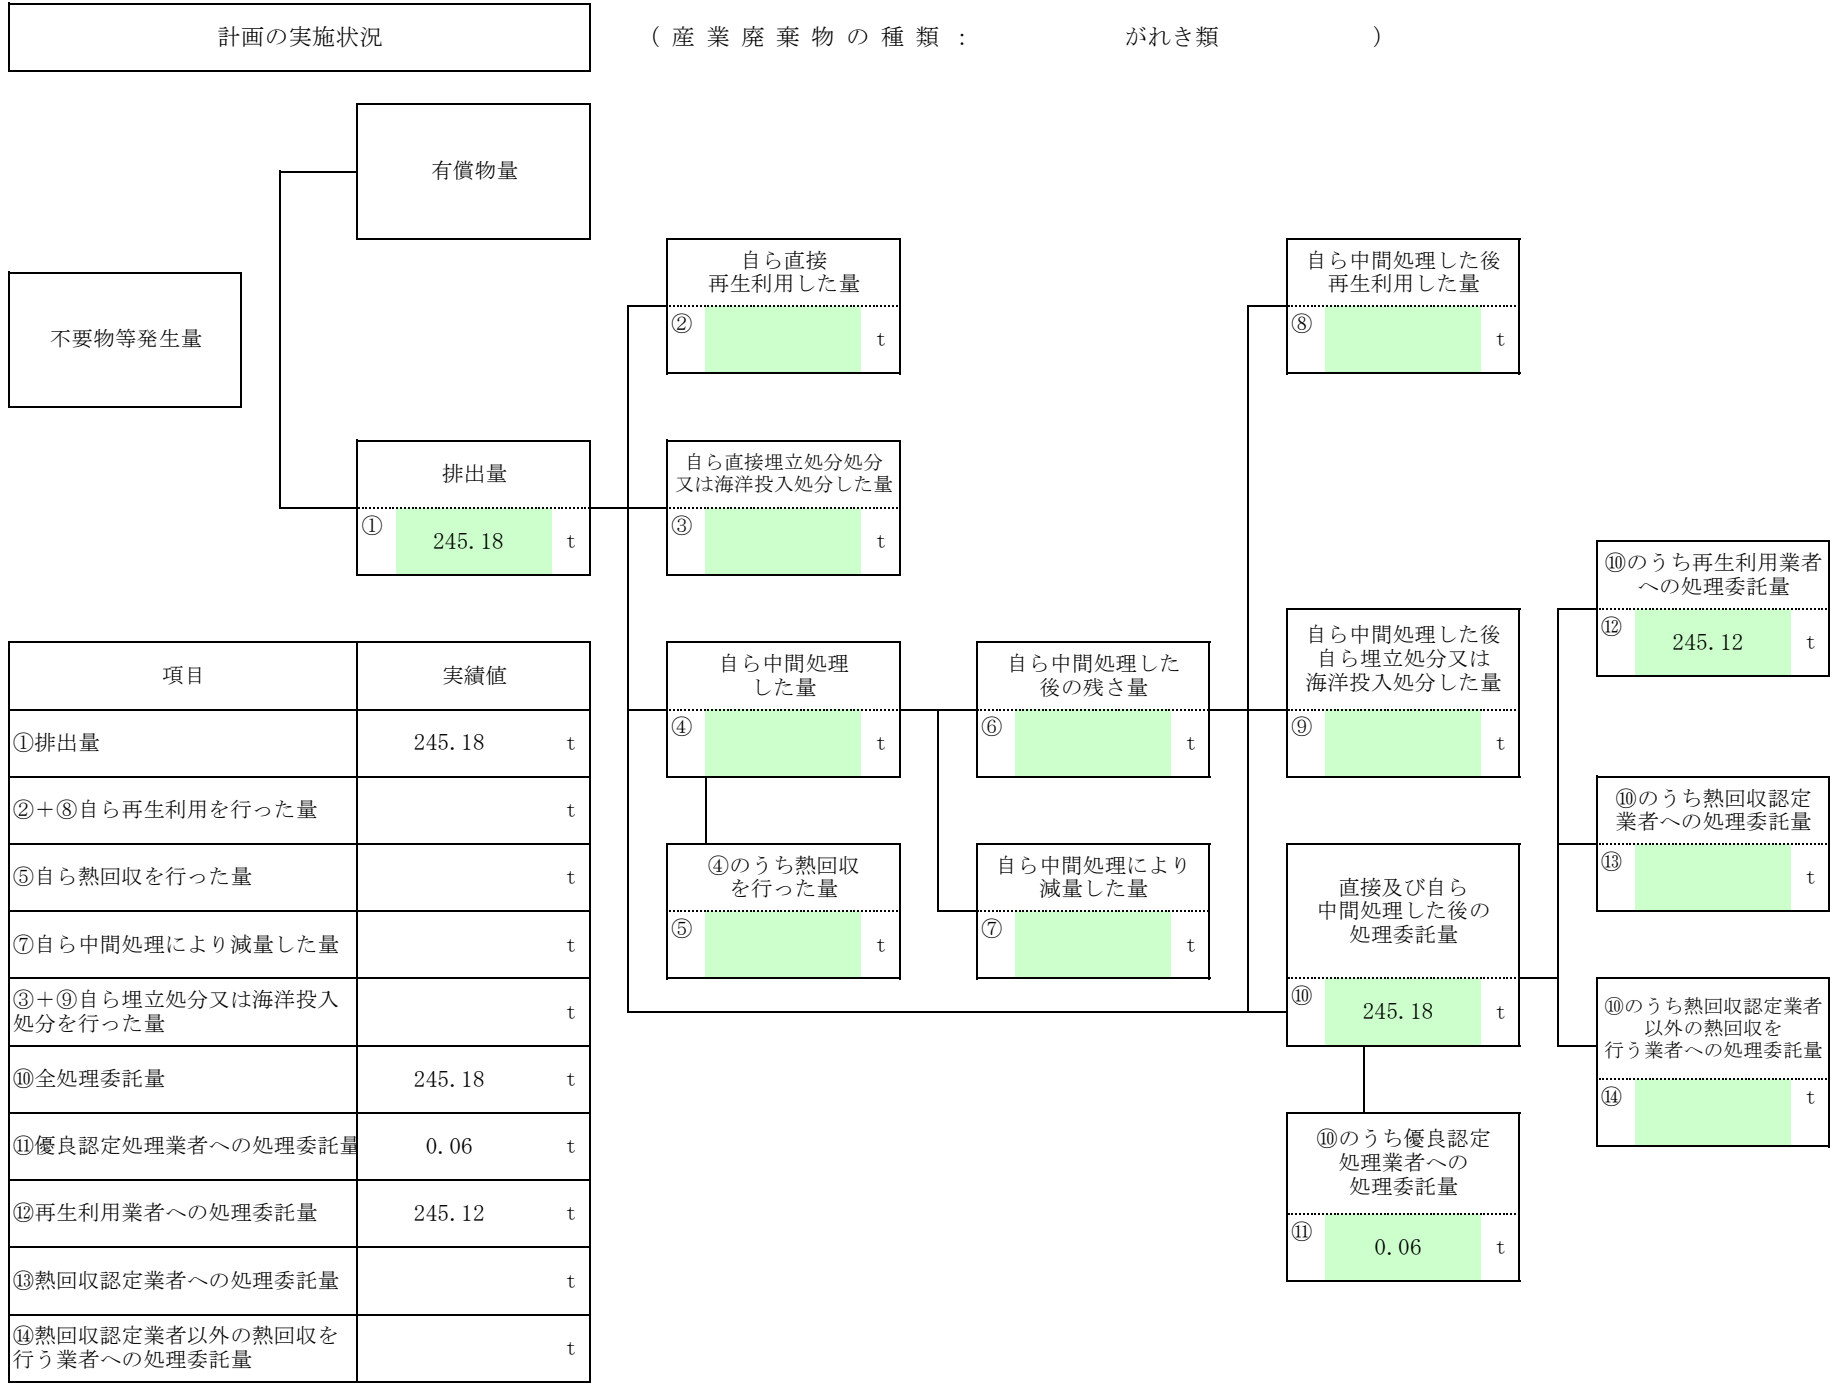 計画の実施状況
（産業廃棄物の種類：　がれき類　）
有償物量
不要物等発生量
排出量
①
245.18 t
自ら直接
再生利用した量
②
t
自ら直接埋立処分処分
又は海洋投入処分した量
③
t
自ら中間処理
した量
④
t
④のうち熱回収
を行った量
⑤
t
自ら中間処理した
後の残さ量
⑥
t
自ら中間処理により
減量した量
⑦
t
自ら中間処理した後
再生利用した量
⑧
t
自ら中間処理した後
自ら埋立処分又は
海洋投入処分した量
⑨
t
直接及び自ら
中間処理した後の
処理委託量
⑩
245.18 t
⑩のうち優良認定
処理業者への
処理委託量
⑪
0.06 t
⑩のうち再生利用業者
への処理委託量
⑫
245.12 t
⑩のうち熱回収認定
業者への処理委託量
⑬
t
⑩のうち熱回収認定業者
以外の熱回収を
行う業者への処理委託量
⑭
t
項目 実績値
①排出量 245.18 t
②＋⑧自ら再生利用を行った量 t
⑤自ら熱回収を行った量 t
⑦自ら中間処理により減量した量 t
③＋⑨自ら埋立処分又は海洋投入
処分を行った量 t
⑩全処理委託量 245.18 t
⑪優良認定処理業者への処理委託量 0.06 t
⑫再生利用業者への処理委託量 245.12 t
⑬熱回収認定業者への処理委託量 t
⑭熱回収認定業者以外の熱回収を
行う業者への処理委託量 t